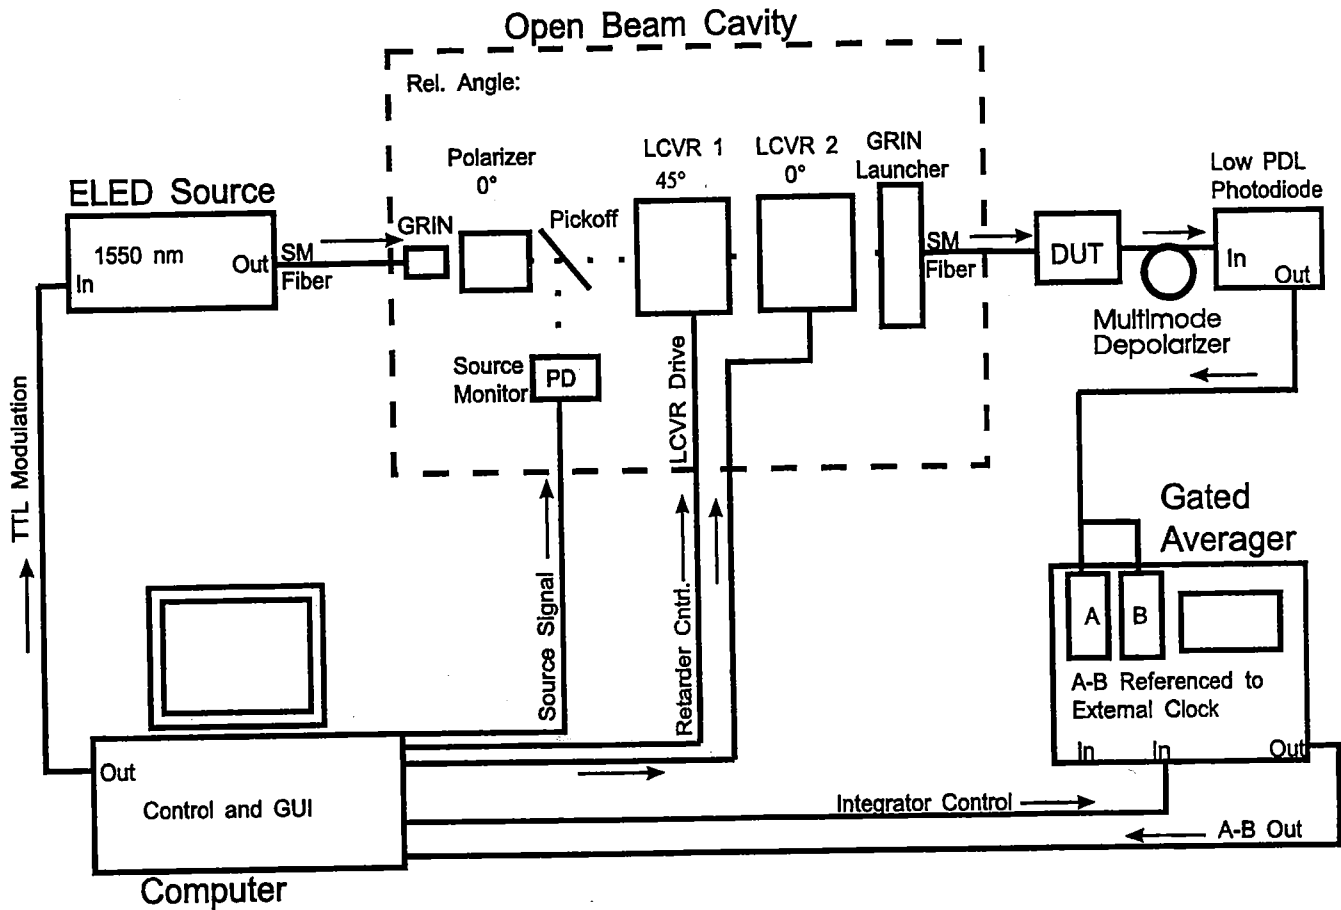 Open Beam Cavity
Rel. Angle:
ELED Source
1550 nm
In
Out
SM
Fiber
GRIN
Polarizer
0°
Pickoff
LCVR 1
45°
LCVR 2
0°
GRIN
Launcher
SM
Fiber
DUT
Multimode
Depolarizer
Low PDL
Photodiode
In
Out
Source
Monitor
PD
LCVR Drive
TTL Modulation
Source Signal
Retarder Cntrl.
Gated
Averager
A
B
A-B Referenced to
External Clock
In
In
Out
Out
Control and GUI
Computer
Integrator Control
A-B Out